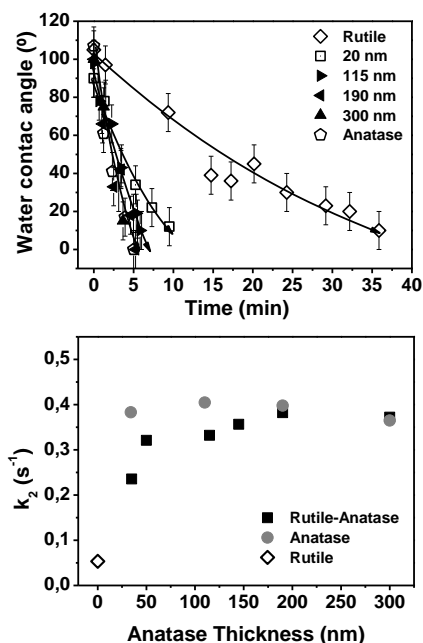 120
100
80
60
40
20
0
Water contac angle (º)
0 5 10 15 20 25 30 35 40
Time (min)
Rutile
20 nm
115 nm
190 nm
300 nm
Anatase
0,5
0,4
0,3
0,2
0,1
0,0
k2 (s-1)
Rutile-Anatase
Anatase
Rutile
0 50 100 150 200 250 300
Anatase Thickness (nm)